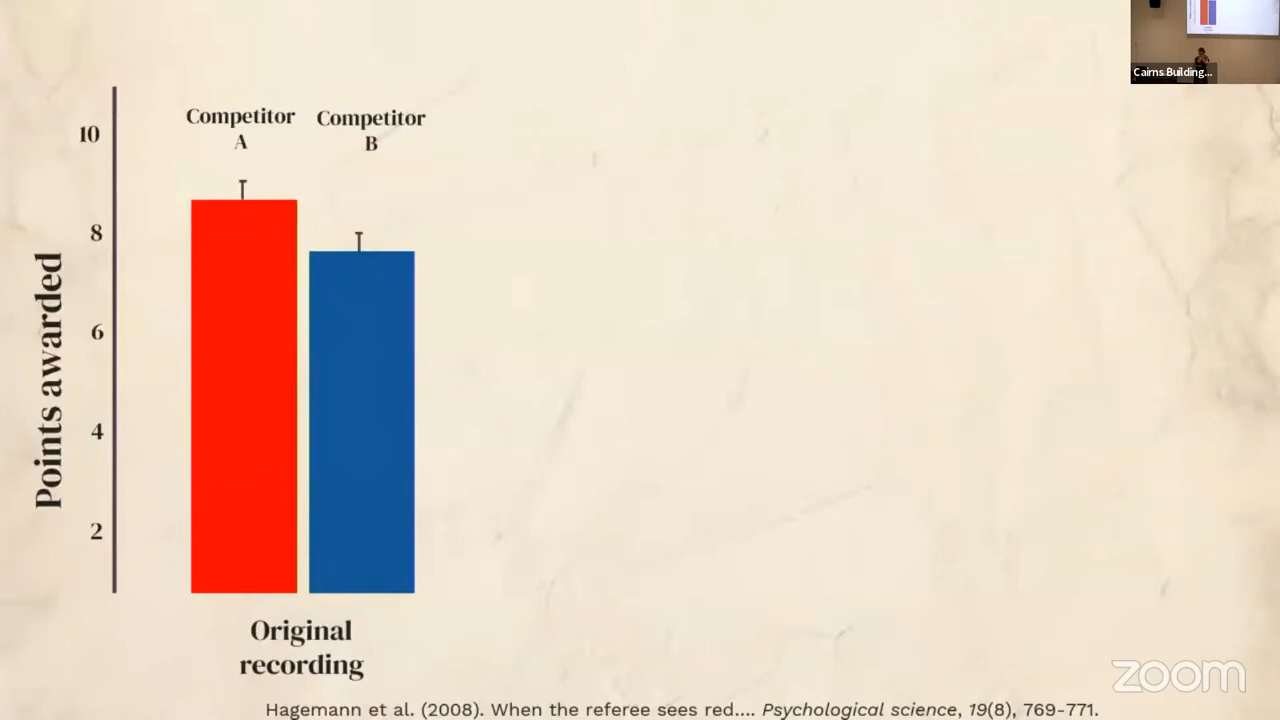 Cairns Building...
Competitor
A
Competitor
B
10
8
6
4
2
Points awarded
Original
recording
zoom
Hagemann et al. (2008). When the referee sees red.... Psychological science, 19(8), 769-771.